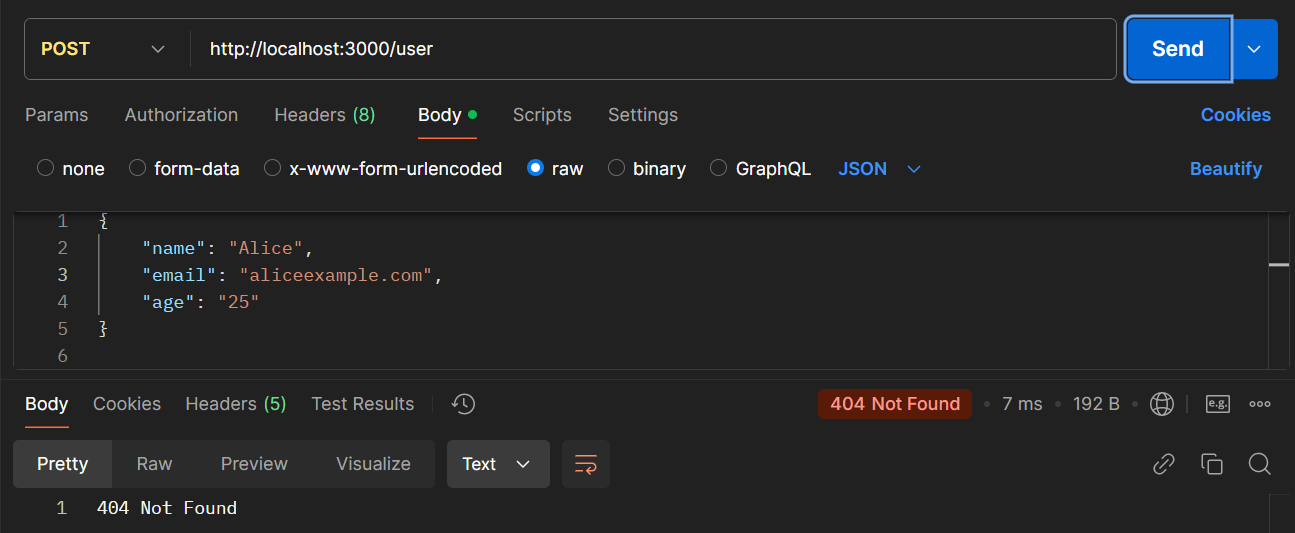 POST http://localhost:3000/user Send
Params Authorization Headers (8) Body Scripts Settings Cookies
none form-data x-www-form-urlencoded raw binary GraphQL JSON Beautify
1 {
2 "name": "Alice",
3 "email": "aliceexample.com",
4 "age": "25"
5 }
6
Body Cookies Headers (5) Test Results 404 Not Found • 7 ms • 192 B • e.g.
Pretty Raw Preview Visualize Text
1 404 Not Found